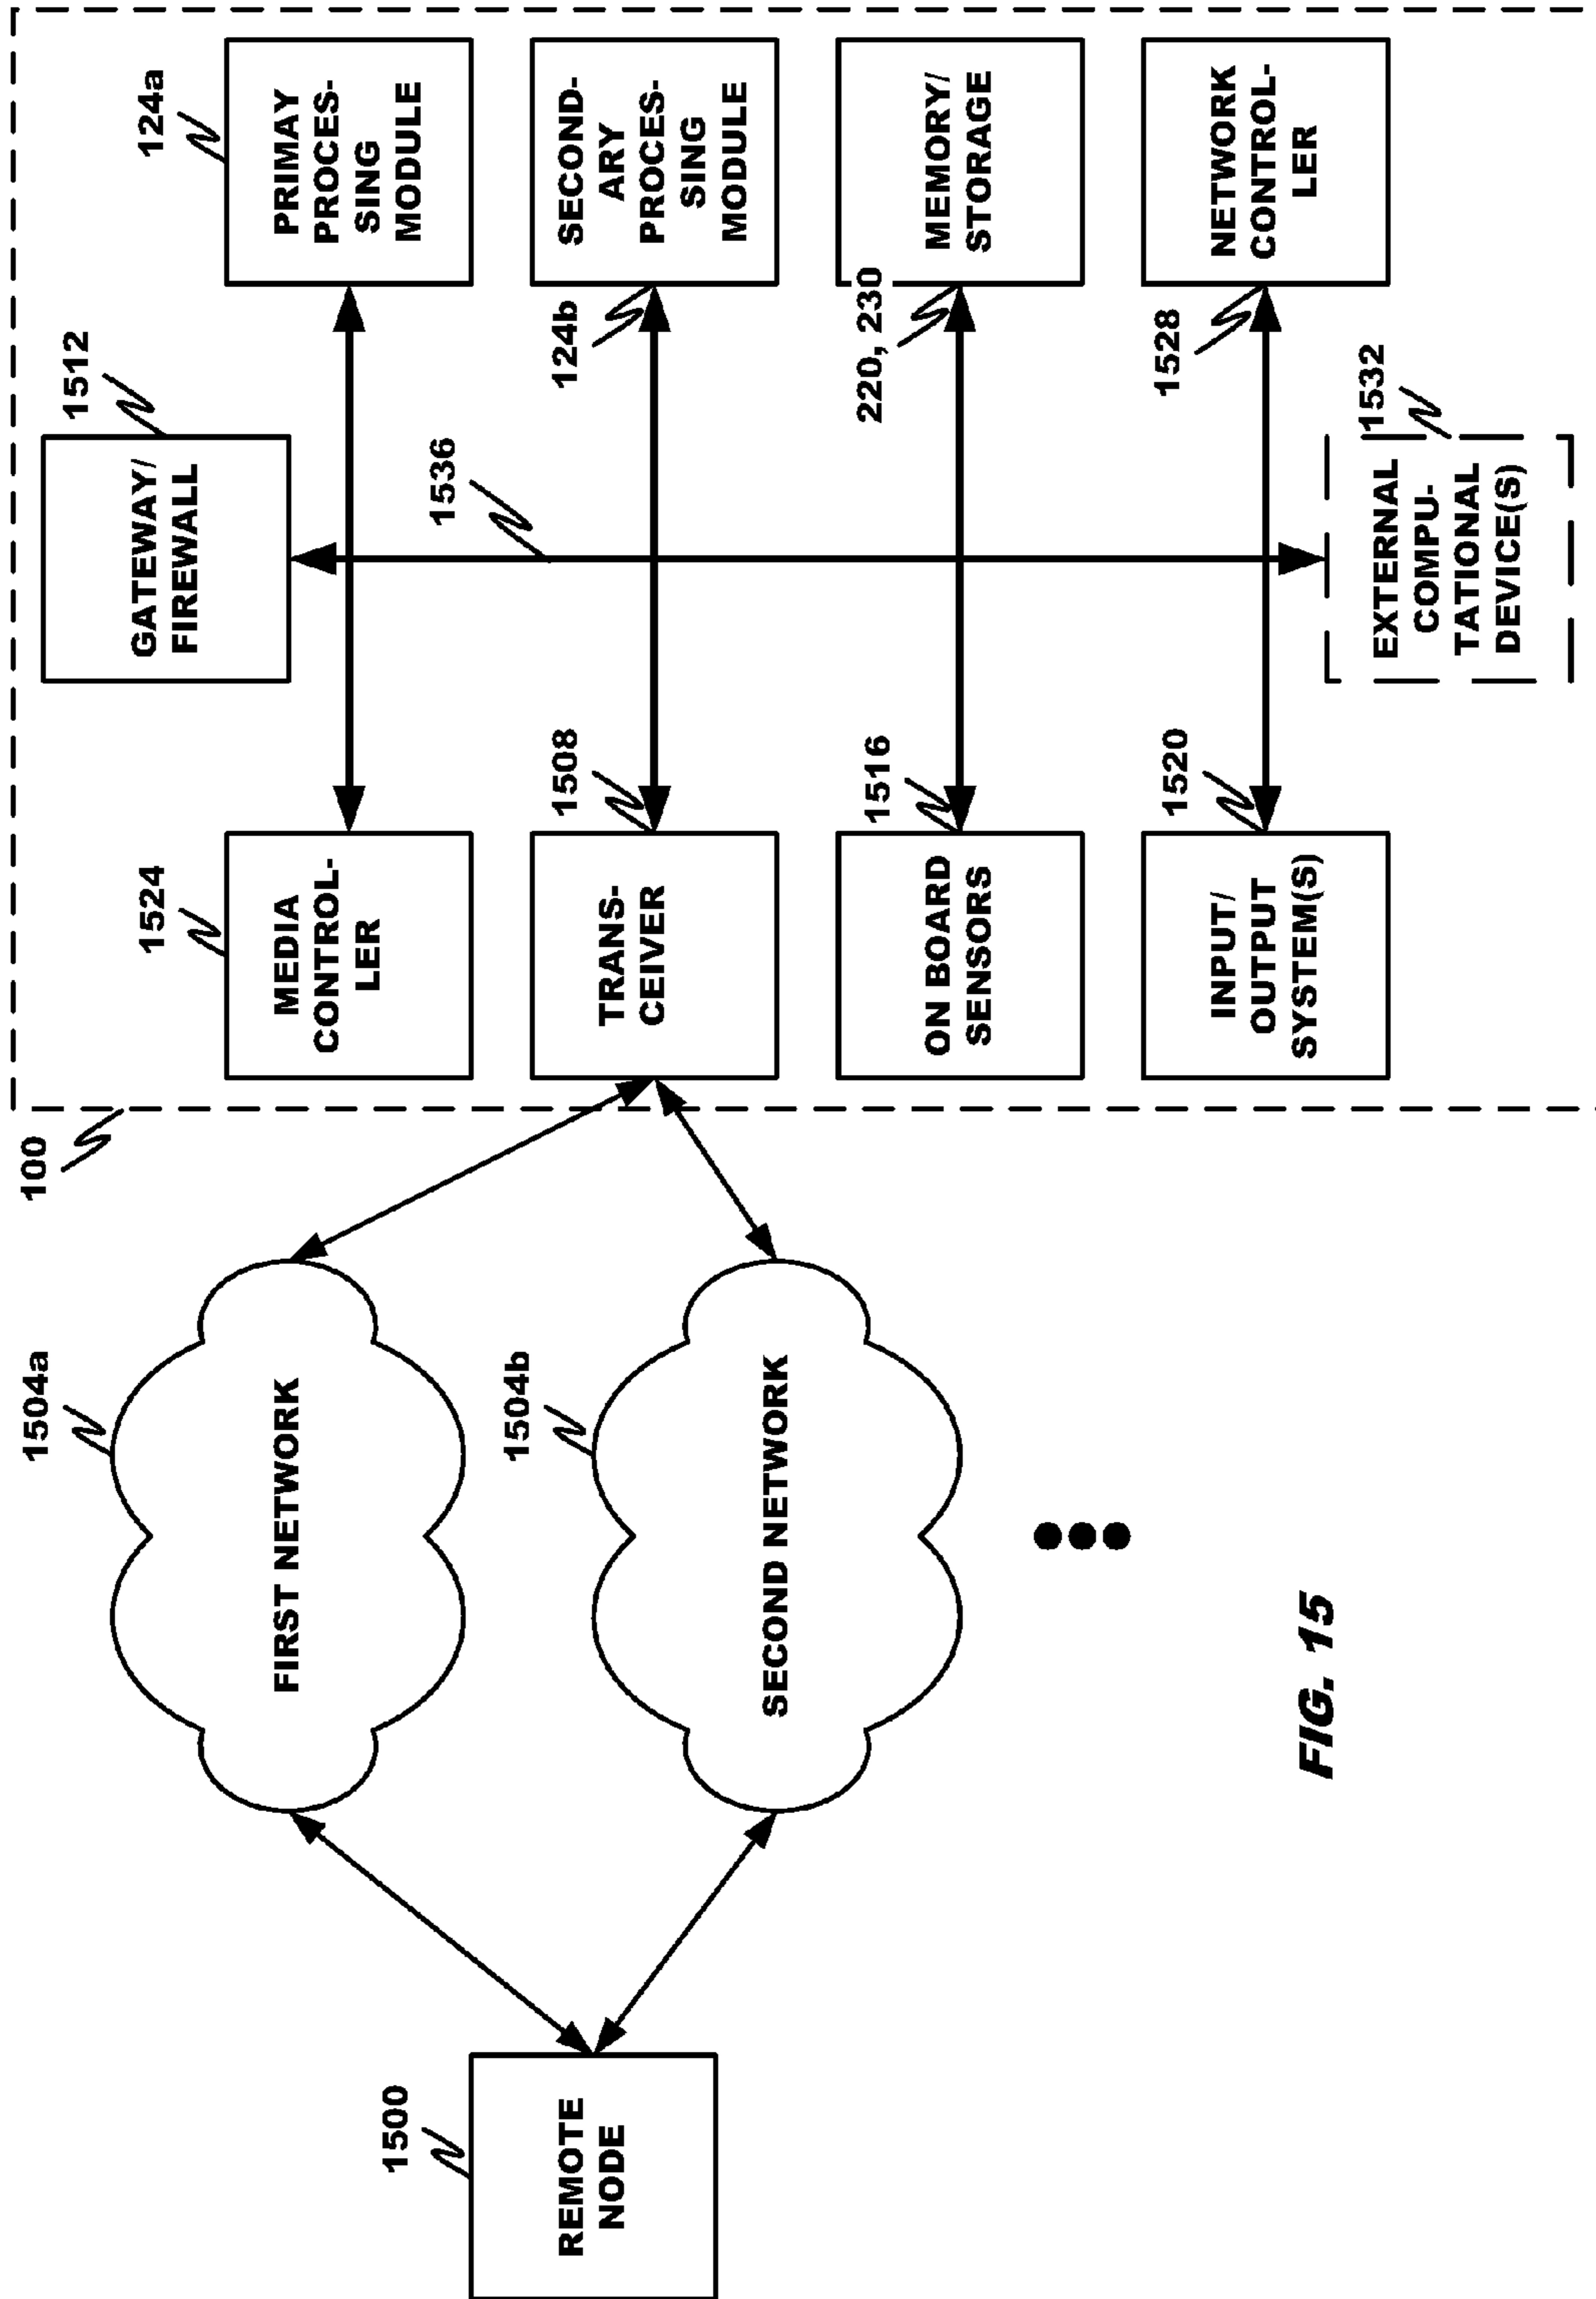 100
1512
GATEWAY/
FIREWALL
1524
MEDIA
CONTROL-
LER
124a
PRIMAY
PROCES-
SING
MODULE
1536
1504a
FIRST NETWORK
1508
TRANS-
CEIVER
124b
SECOND-
ARY
PROCES-
SING
MODULE
1500
REMOTE
NODE
1504b
SECOND NETWORK
1516
ON BOARD
SENSORS
220, 230
MEMORY/
STORAGE
1520
INPUT/
OUTPUT
SYSTEM(S)
1528
NETWORK
CONTROL-
LER
1532
EXTERNAL
COMPU-
TATIONAL
DEVICE(S)
FIG. 15